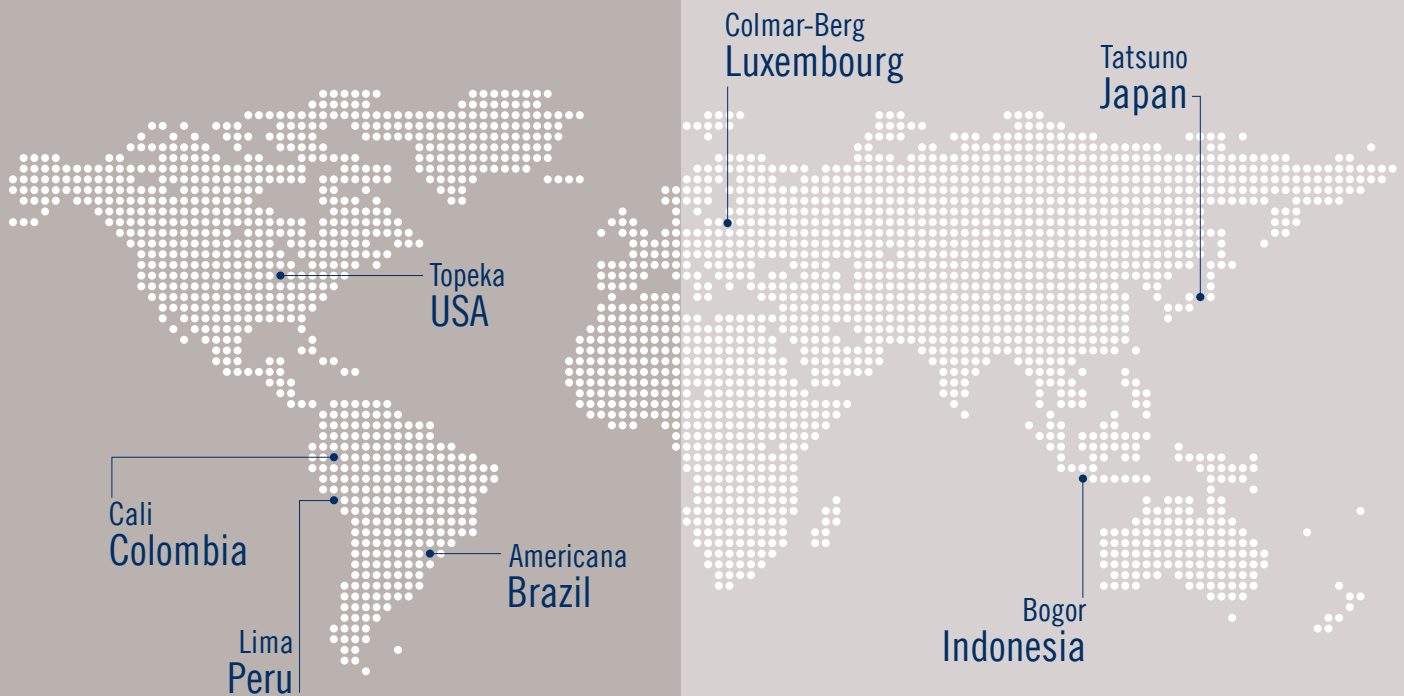 Colmar-Berg
Luxembourg
Tatsuno
Japan
Topeka
USA
Cali
Colombia
Americana
Brazil
Lima
Peru
Bogor
Indonesia